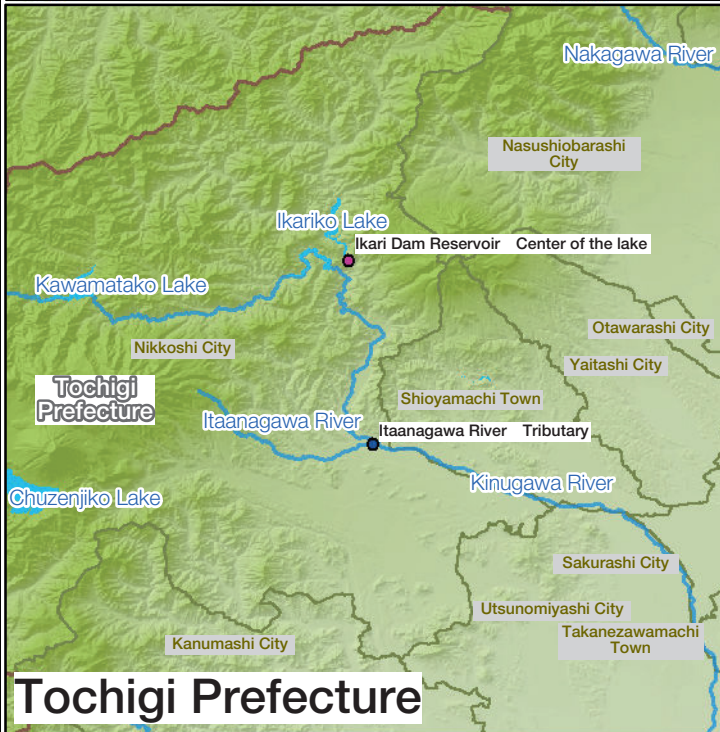 Nakagawa River
Nasushiobarashi
City
Ikariko Lake
Ikari Dam Reservoir Center of the lake
Kawamatako Lake
Otawarashi City
Nikkoshi City
Yaitashi City
Tochigi
Prefecture
Shioyamachi Town
Itaanagawa River
Itaanagawa River Tributary
Kinugawa River
Chuzenjiko Lake
Sakurashi City
Utsunomiyashi City
Takanezawamachi
Town
Kanumashi City
Tochigi Prefecture